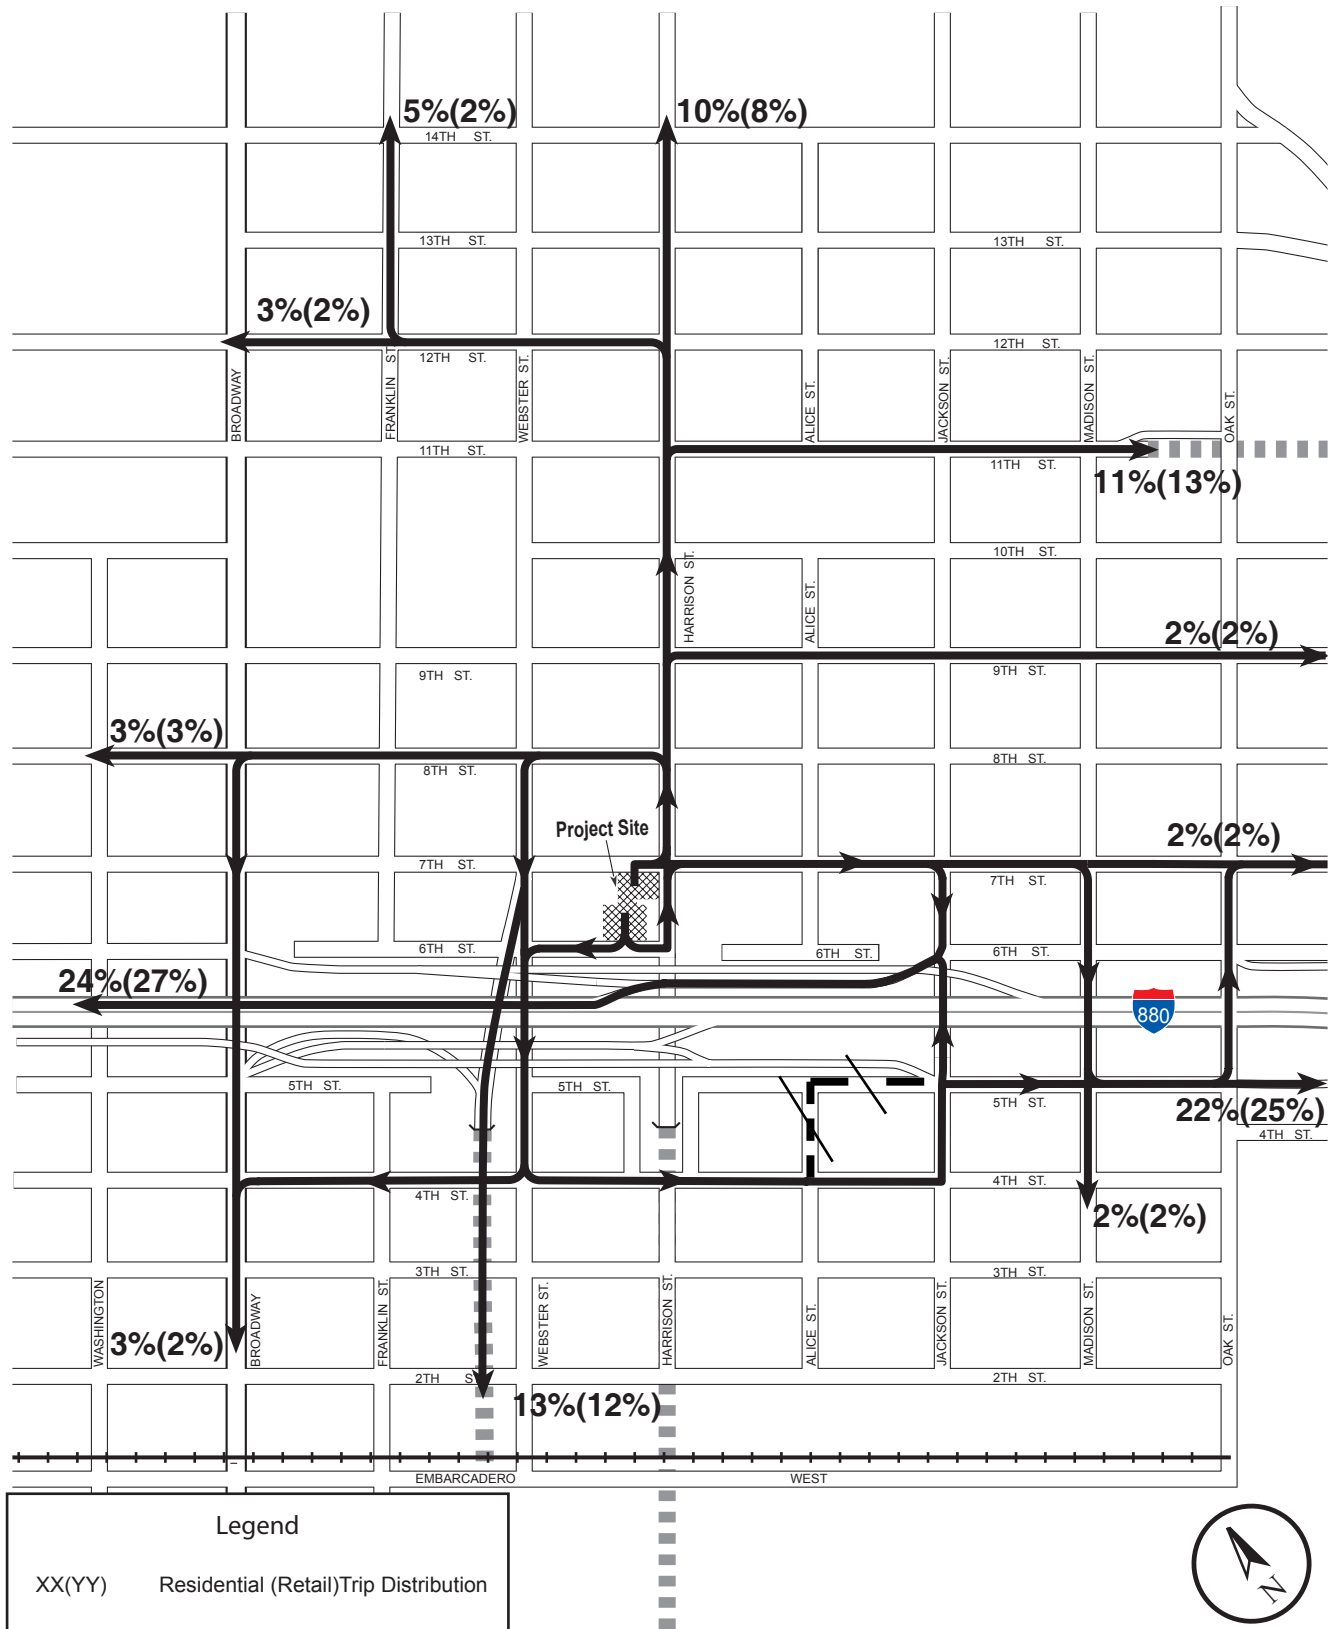 5%(2%)
10%(8%)
14TH ST.
13TH ST.
13TH ST.
3%(2%)
12TH ST.
12TH ST.
BROADWAY
FRANKLIN ST.
WEBSTER ST.
ALICE ST.
JACKSON ST.
MADISON ST.
OAK ST.
11TH ST.
11TH ST.
11%(13%)
10TH ST.
HARRISON ST.
ALICE ST.
2%(2%)
9TH ST.
9TH ST.
3%(3%)
8TH ST.
8TH ST.
Project Site
2%(2%)
7TH ST.
7TH ST.
6TH ST.
6TH ST.
6TH ST.
24%(27%)
880
5TH ST.
5TH ST.
5TH ST.
22%(25%)
4TH ST.
4TH ST.
4TH ST.
2%(2%)
3TH ST.
3TH ST.
WASHINGTON
BROADWAY
FRANKLIN ST.
WEBSTER ST.
HARRISON ST.
ALICE ST.
JACKSON ST.
MADISON ST.
OAK ST.
3%(2%)
2TH S
2TH ST.
13%(12%)
EMBARCADERO WEST
Legend
XX(YY) Residential (Retail)Trip Distribution
N